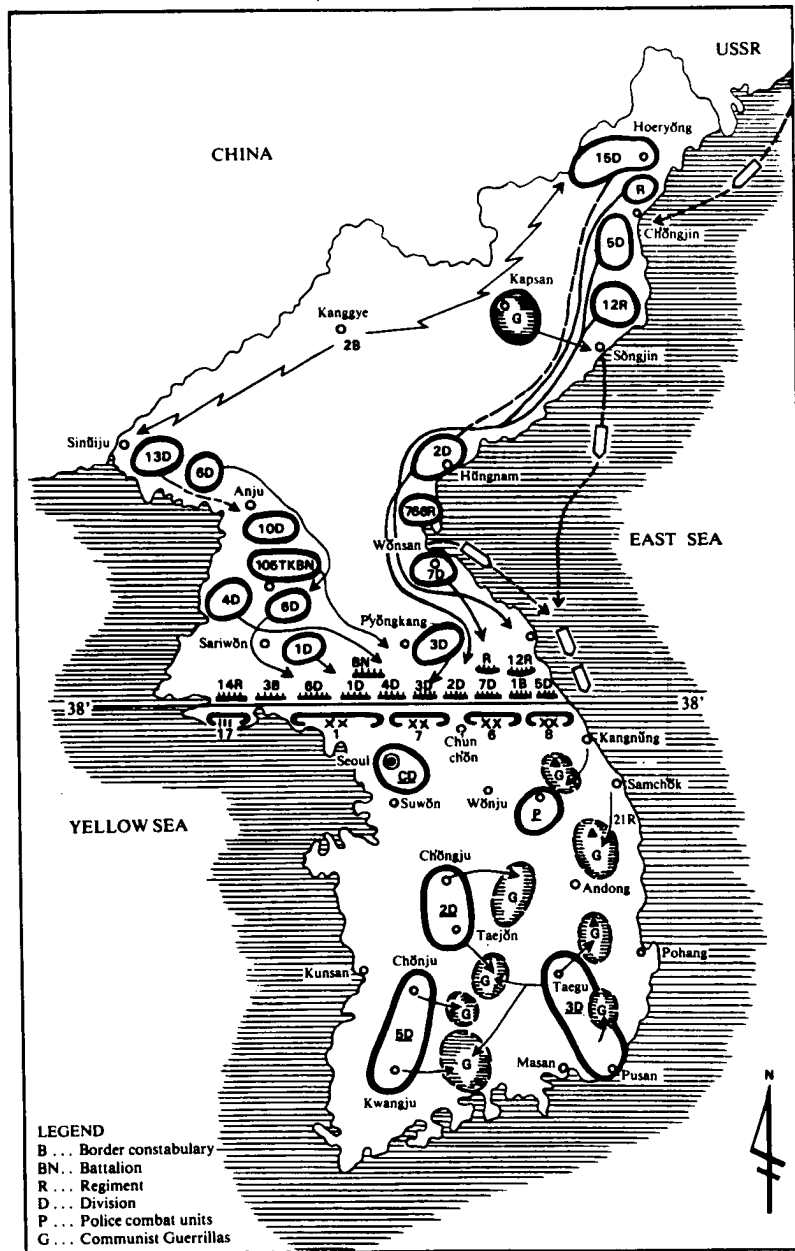 USSR
Hoeryŏng
CHINA
15D
R
Chŏngjin
5D
Kapsan
G
12R
Kanggye
2B
Sŏngjin
Sinŭiju
13D
6D
2D
Hŭngnam
Anju
10D
766R
Wŏnsan
EAST SEA
105TKBN
7D
4D
6D
Pyŏngkang
Sariwŏn
1D
3D
BN
R
12R
14R
3B
6D
1D
4D
3D
2D
7D
1B
5D
38'
38'
17
1
7
6
8
Chun
chŏn
Kangnŭng
Seoul
CD
G
Samchŏk
Suwŏn
Wŏnju
P
YELLOW SEA
21R
G
Chŏngju
Andong
2D
G
G
Taejŏn
Pohang
Chŏnju
Kunsan
G
Taegu
3D
G
G
5D
G
Masan
Pusan
Kwangju
N
LEGEND
B ... Border constabulary
BN.. Battalion
R ... Regiment
D ... Division
P ... Police combat units
G ... Communist Guerrillas